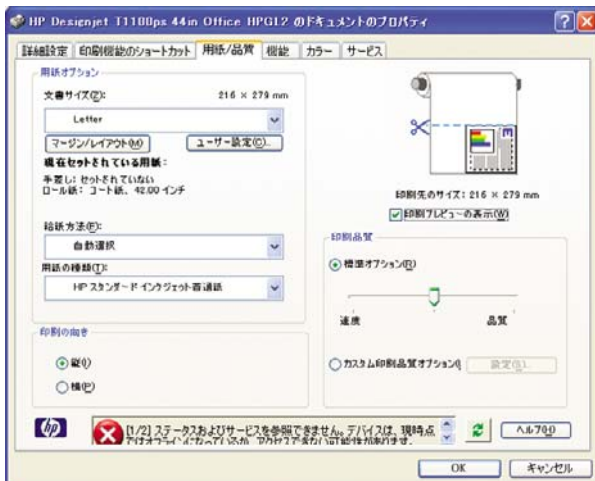 HP Designjet T1100ps 44in Office HPGL2 のドキュメントのプロパティ
詳細設定 印刷機能のショートカット 用紙/品質 機能 カラー サービス
用紙オプション
文書サイズ(Z): 216 × 279 mm
Letter
マージン/レイアウト(M) ユーザー設定(C)...
現在セットされている用紙:
手差し: セットされていない
ロール紙: コート紙、42.00 インチ
給紙方法(F):
自動選択
用紙の種類(T):
HP スタンダード インクジェット普通紙
印刷の向き
縦(I)
横(P)
印刷先のサイズ: 216 × 279 mm
印刷プレビューの表示(W)
印刷品質
標準オプション(R)
速度 品質
カスタム印刷品質オプション(
設定(G)...
hp
[1/2] ステータスおよびサービスを参照できません。デバイスは、現時点
ではオフラインになっているか、アクセスできない可能性があります。
ヘルプ(H)
OK キャンセル